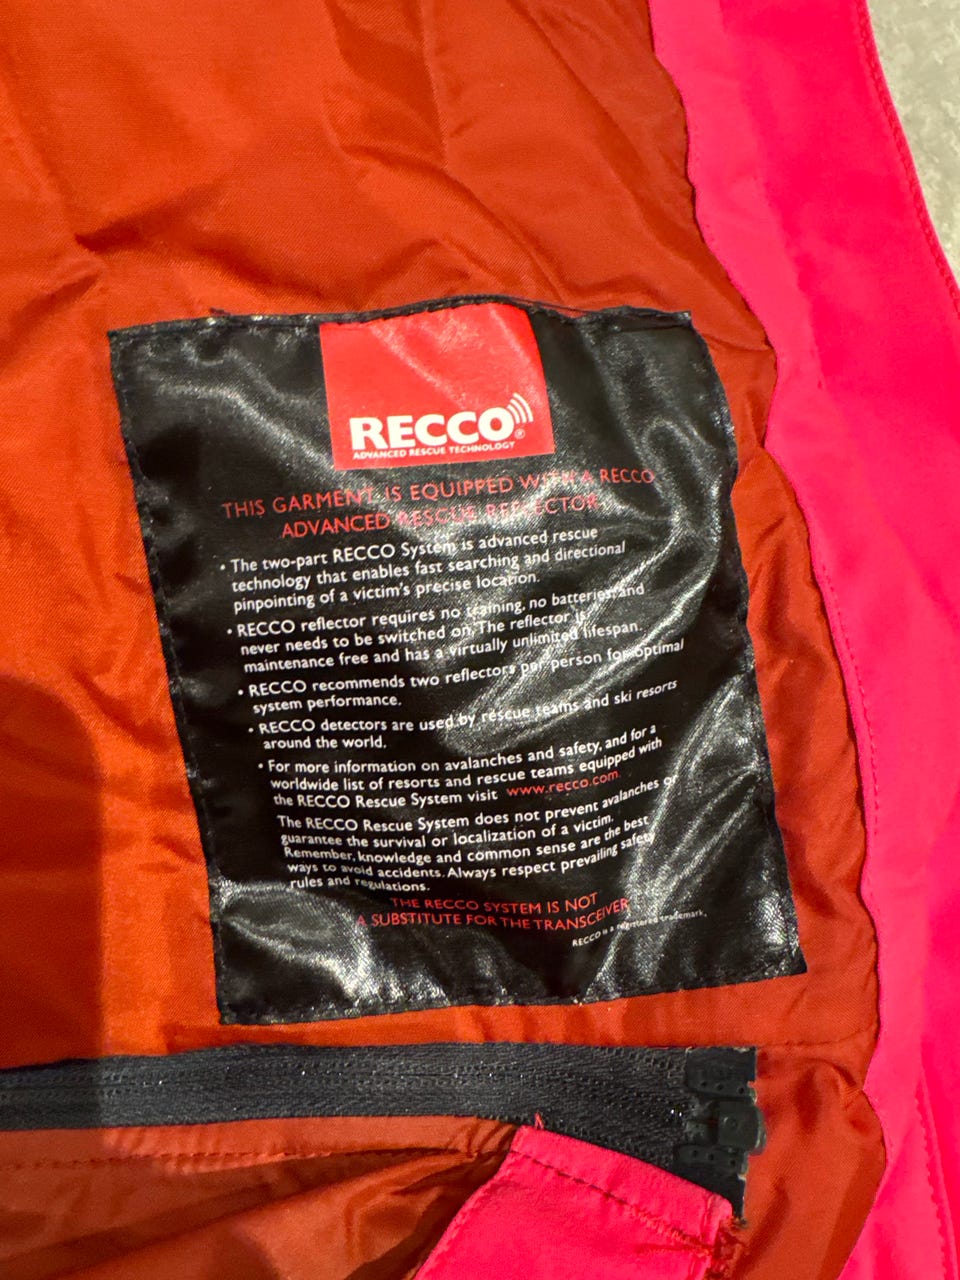 RECCO®
ADVANCED RESCUE TECHNOLOGY
THIS GARMENT IS EQUIPPED WITH A RECCO
ADVANCED RESCUE REFLECTOR
• The two-part RECCO System is advanced rescue
technology that enables fast searching and directional
pinpointing of a victim's precise location.
• RECCO reflector requires no training, no batteries and
never needs to be switched on. The reflector is
maintenance free and has a virtually unlimited lifespan.
• RECCO recommends two reflectors per person for optimal
system performance.
• RECCO detectors are used by rescue teams and ski resorts
around the world.
• For more information on avalanches and safety, and for a
worldwide list of resorts and rescue teams equipped with
the RECCO Rescue System visit www.recco.com
The RECCO Rescue System does not prevent avalanches or
guarantee the survival or localization of a victim.
Remember, knowledge and common sense are the best
ways to avoid accidents. Always respect prevailing safety
rules and regulations.
THE RECCO SYSTEM IS NOT
A SUBSTITUTE FOR THE TRANSCEIVER
RECCO is a registered trademark.